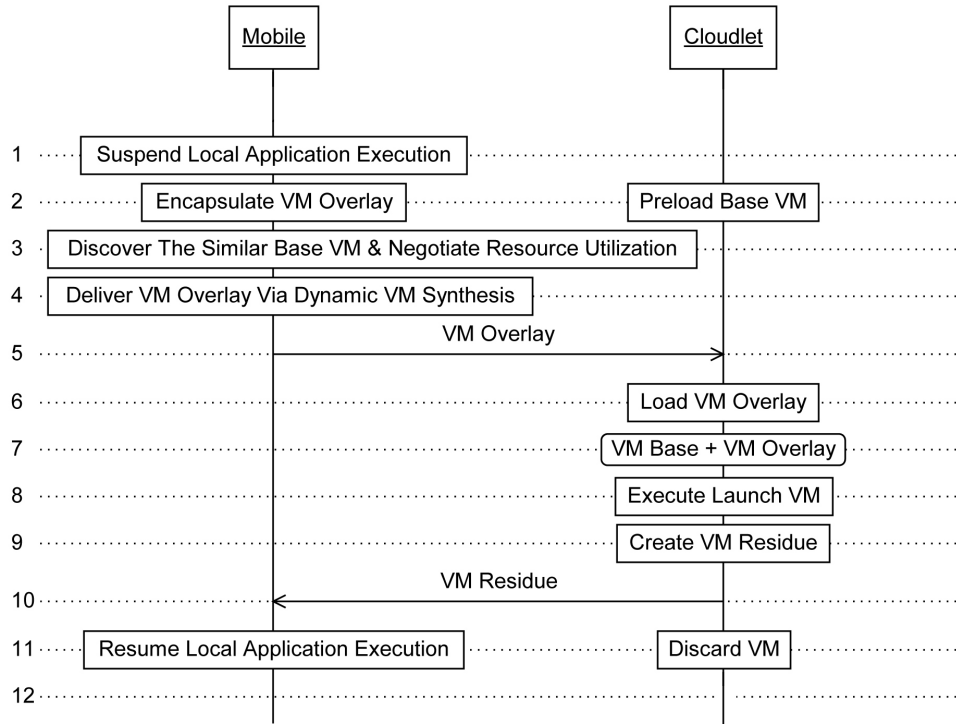 Mobile Cloudlet
1 Suspend Local Application Execution
2 Encapsulate VM Overlay Preload Base VM
3 Discover The Similar Base VM & Negotiate Resource Utilization
4 Deliver VM Overlay Via Dynamic VM Synthesis
VM Overlay
5
6 Load VM Overlay
7 VM Base + VM Overlay
8 Execute Launch VM
9 Create VM Residue
VM Residue
10
11 Resume Local Application Execution Discard VM
12